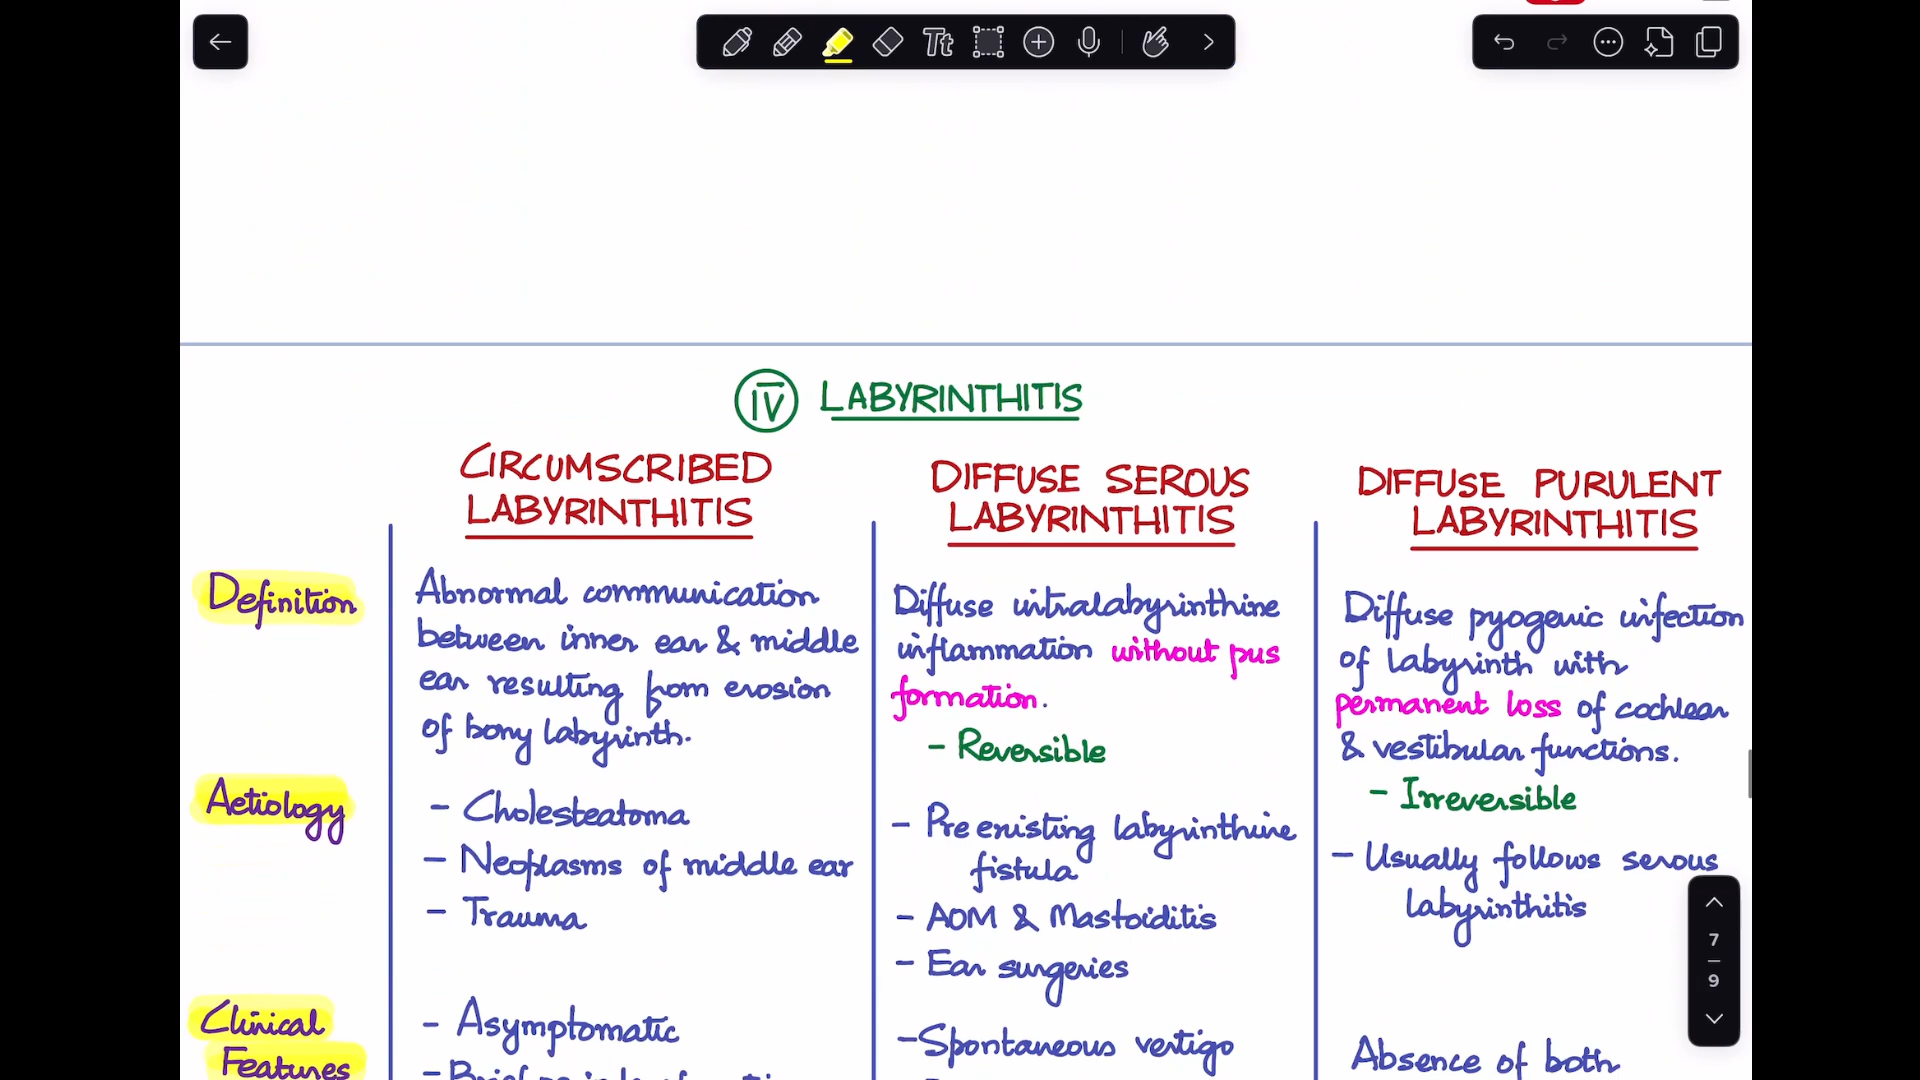 Tt
IV LABYRINTHITIS
CIRCUMSCRIBED
LABYRINTHITIS
DIFFUSE SEROUS
LABYRINTHITIS
DIFFUSE PURULENT
LABYRINTHITIS
Definition
Abnormal communication
between inner ear & middle
ear resulting from erosion
of bony labyrinth.
Diffuse intralabyrinthine
inflammation without pus
formation.
- Reversible
Diffuse pyogenic infection
of labyrinth with
permanent loss of cochlear
& vestibular functions.
- Irreversible
Aetiology
- Cholesteatoma
- Neoplasms of middle ear
- Trauma
- Pre existing labyrinthine
fistula
- AOM & Mastoiditis
- Ear surgeries
- Usually follows serous
labyrinthitis
Clinical
Features
- Asymptomatic
- Spontaneous vertigo
Absence of both
7
9